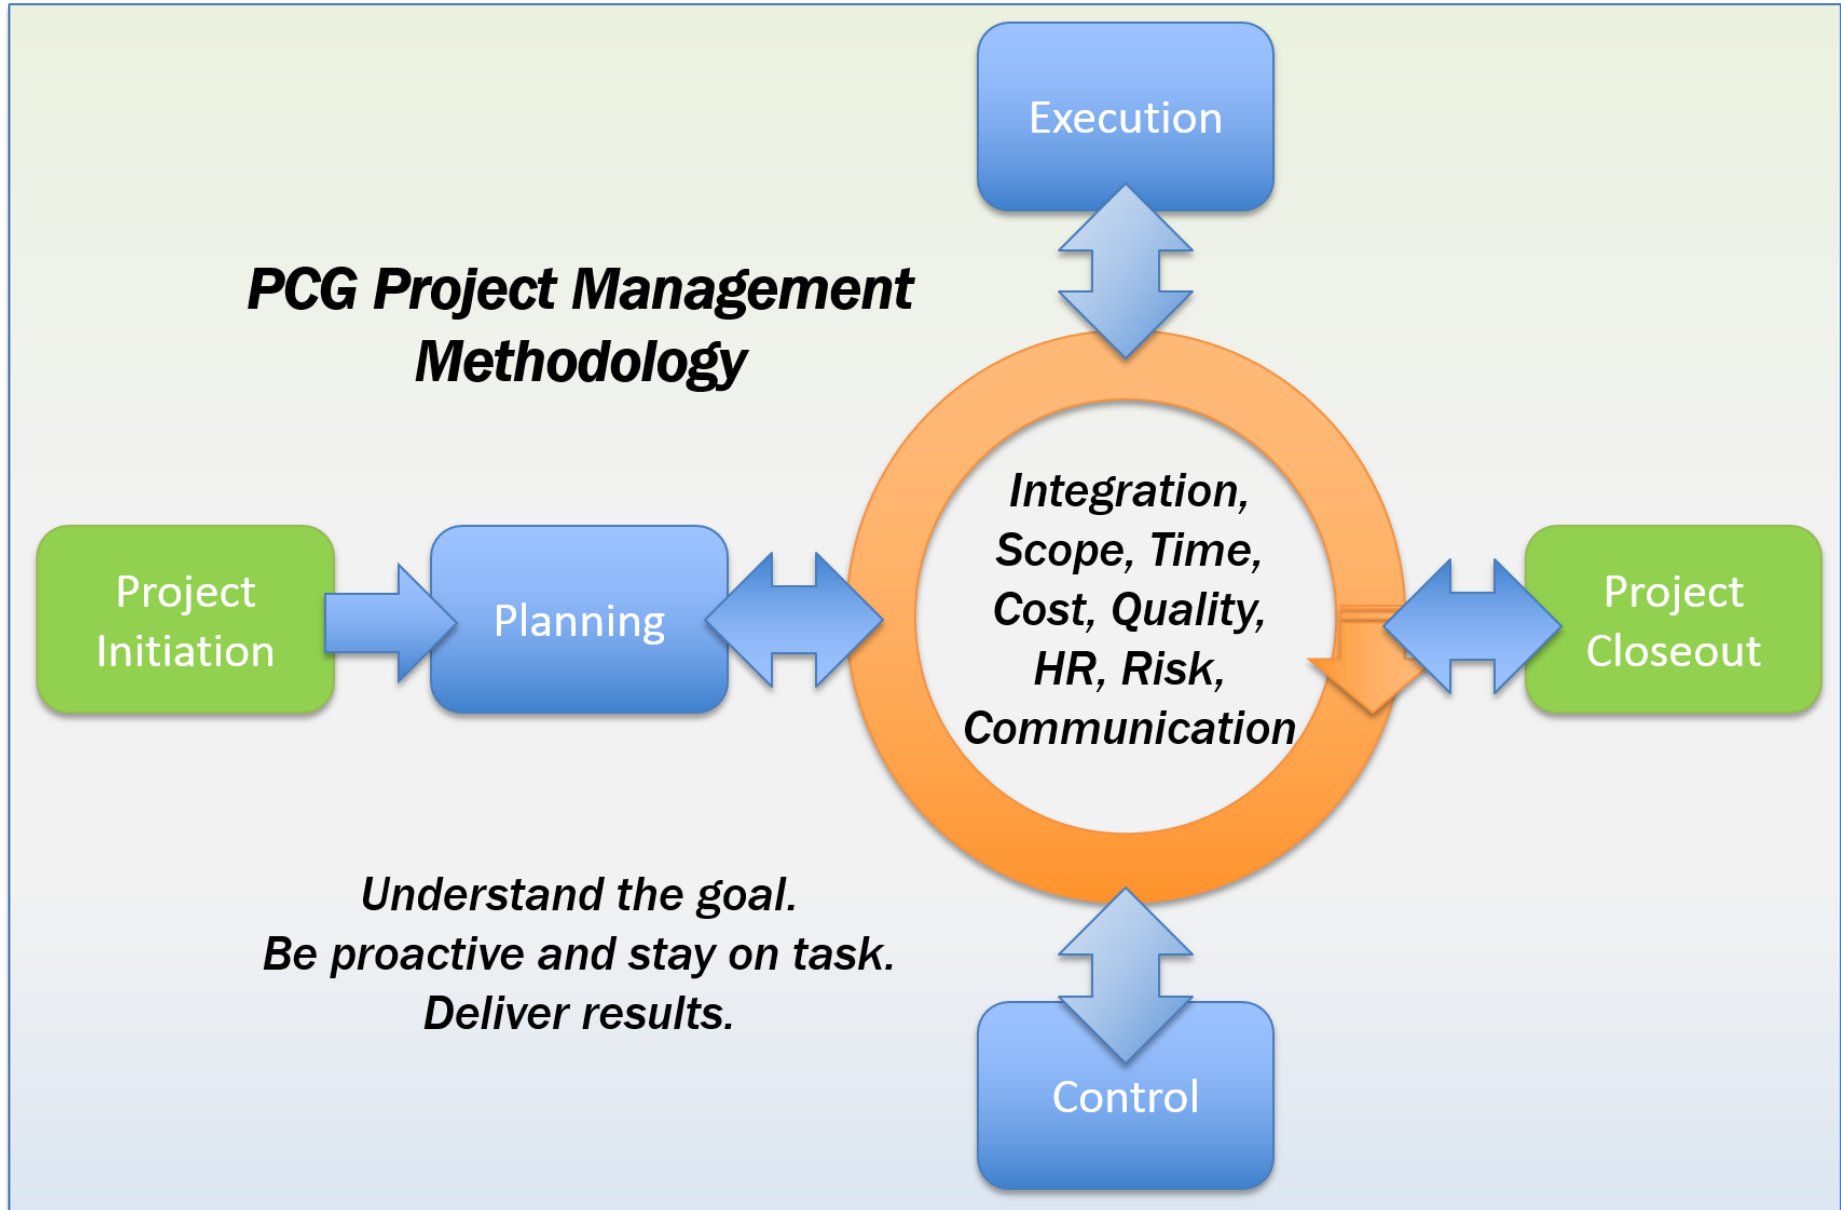 Execution
PCG Project Management
Methodology
Integration,
Scope, Time,
Cost, Quality,
HR, Risk,
Communication
Project
Initiation
Planning
Project
Closeout
Understand the goal.
Be proactive and stay on task.
Deliver results.
Control